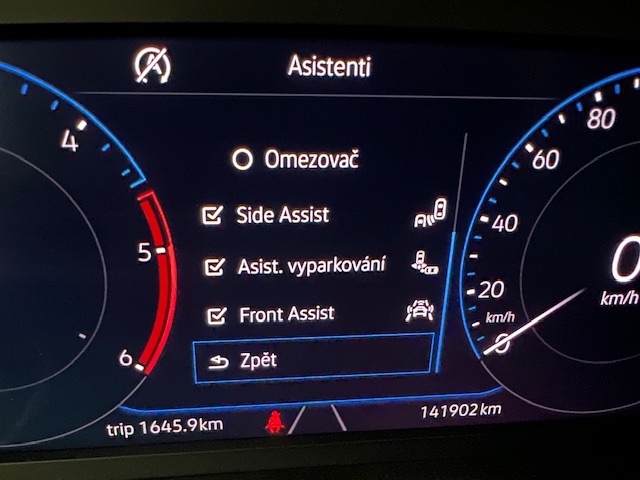 Asistenti
Omezovač
Side Assist
Asist. vyparkování
Front Assist
Zpět
4
5
6
80
60
40
20
km/h
0
0
km/h
trip 1645.9km
141902km